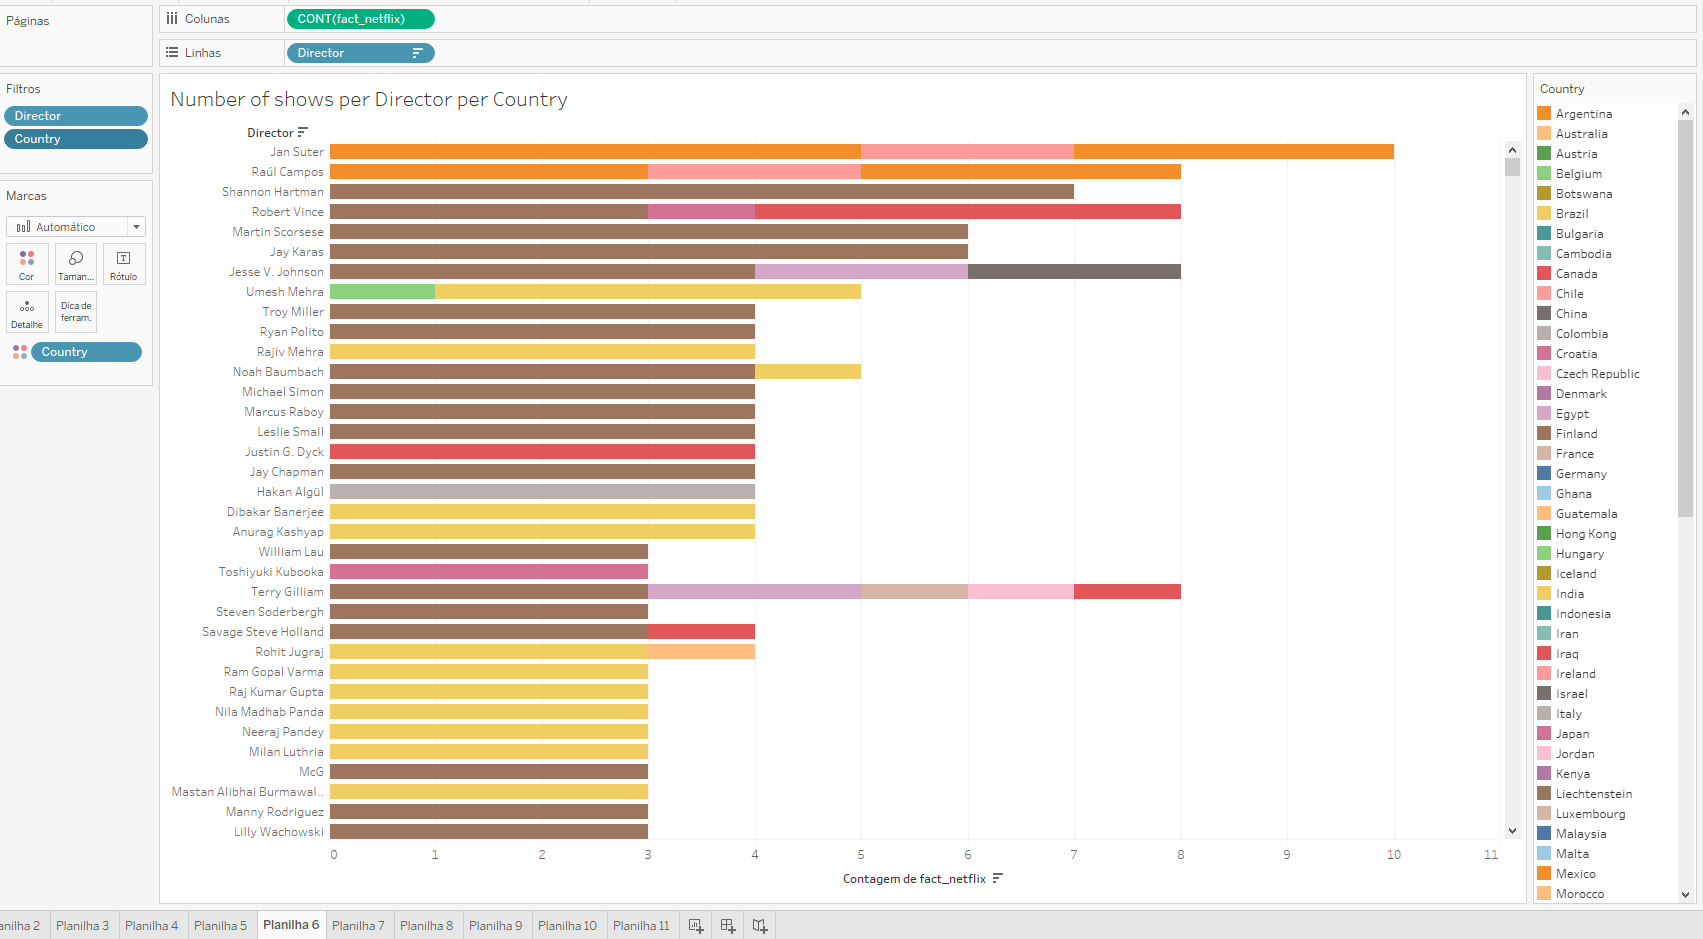 Páginas
Colunas
CONT(fact_netflix)
Linhas
Director
Filtros
Director
Country
Marcas
Automático
Cor
Taman...
Rótulo
Detalhe
Dica de
ferram.
Country
Number of shows per Director per Country
Director
Jan Suter
Raúl Campos
Shannon Hartman
Robert Vince
Martin Scorsese
Jay Karas
Jesse V. Johnson
Umesh Mehra
Troy Miller
Ryan Polito
Rajiv Mehra
Noah Baumbach
Michael Simon
Marcus Raboy
Leslie Small
Justin G. Dyck
Jay Chapman
Hakan Algül
Dibakar Banerjee
Anurag Kashyap
William Lau
Toshiyuki Kubooka
Terry Gilliam
Steven Soderbergh
Savage Steve Holland
Rohit Jugraj
Ram Gopal Varma
Raj Kumar Gupta
Nila Madhab Panda
Neeraj Pandey
Milan Luthria
McG
Mastan Alibhai Burmawal..
Manny Rodriguez
Lilly Wachowski
0 1 2 3 4 5 6 7 8 9 10 11
Contagem de fact_netflix
Country
Argentina
Australia
Austria
Belgium
Botswana
Brazil
Bulgaria
Cambodia
Canada
Chile
China
Colombia
Croatia
Czech Republic
Denmark
Egypt
Finland
France
Germany
Ghana
Guatemala
Hong Kong
Hungary
Iceland
India
Indonesia
Iran
Iraq
Ireland
Israel
Italy
Japan
Jordan
Kenya
Liechtenstein
Luxembourg
Malaysia
Malta
Mexico
Morocco
anilha 2 Planilha 3 Planilha 4 Planilha 5 Planilha 6 Planilha 7 Planilha 8 Planilha 9 Planilha 10 Planilha 11